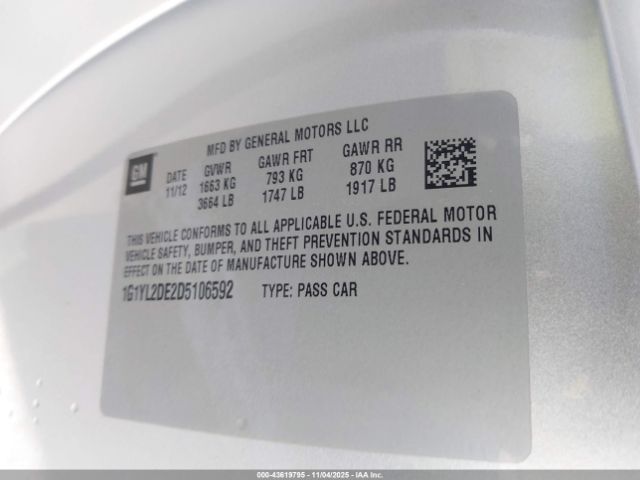 MFD BY GENERAL MOTORS LLC
GM DATE GVWR GAWR FRT GAWR RR
11/12 1663 KG 793 KG 870 KG
3664 LB 1747 LB 1917 LB
THIS VEHICLE CONFORMS TO ALL APPLICABLE U.S. FEDERAL MOTOR
VEHICLE SAFETY, BUMPER, AND THEFT PREVENTION STANDARDS IN
EFFECT ON THE DATE OF MANUFACTURE SHOWN ABOVE.
1G1YL2DE2D5106592 TYPE: PASS CAR
000-43619795 - 11/04/2025 - IAA Inc.